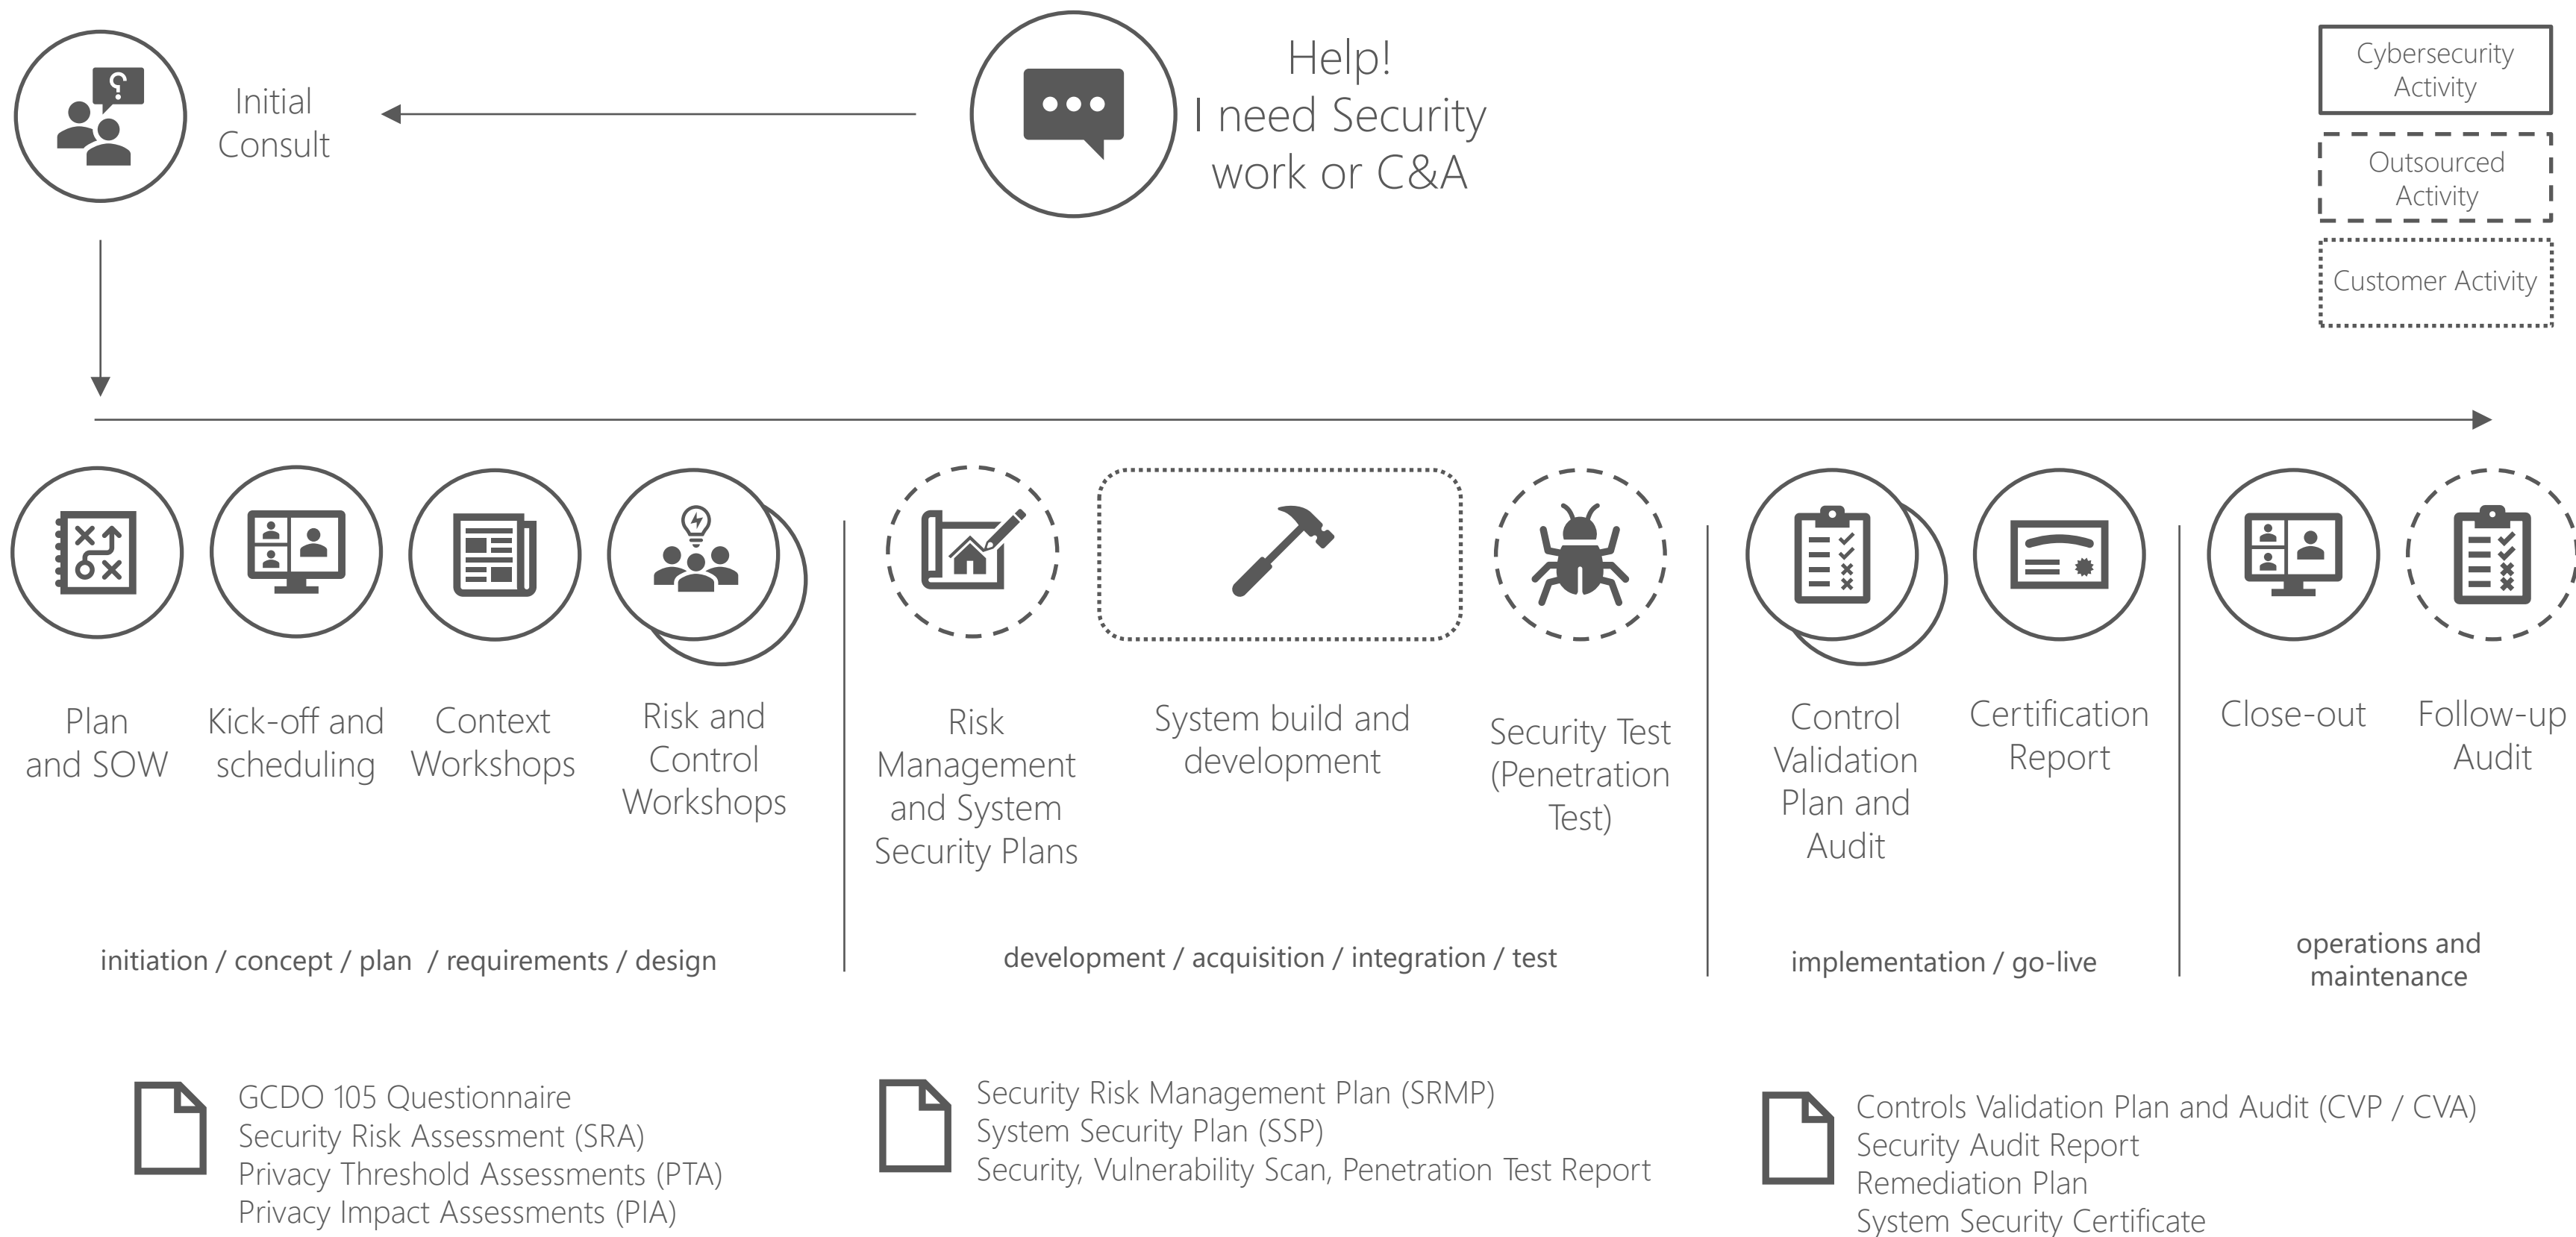 Initial
Consult
Help!
I need Security
work or C&A
Cybersecurity
Activity
Outsourced
Activity
Customer Activity
Plan
and SOW
Kick-off and
scheduling
Context
Workshops
Risk and
Control
Workshops
Risk
Management
and System
Security Plans
System build and
development
Security Test
(Penetration
Test)
Control
Validation
Plan and
Audit
Certification
Report
Close-out
Follow-up
Audit
initiation / concept / plan / requirements / design
development / acquisition / integration / test
implementation / go-live
operations and
maintenance
GCDO 105 Questionnaire
Security Risk Assessment (SRA)
Privacy Threshold Assessments (PTA)
Privacy Impact Assessments (PIA)
Security Risk Management Plan (SRMP)
System Security Plan (SSP)
Security, Vulnerability Scan, Penetration Test Report
Controls Validation Plan and Audit (CVP / CVA)
Security Audit Report
Remediation Plan
System Security Certificate